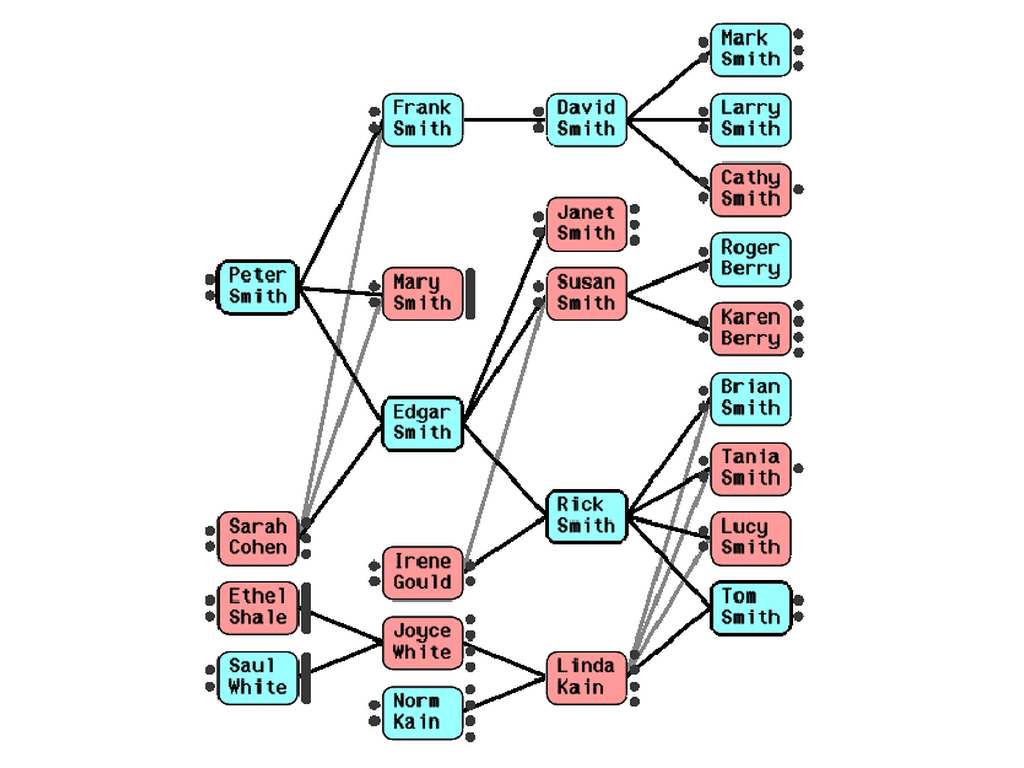 Mark
Smith
Frank
Smith
David
Smith
Larry
Smith
Cathy
Smith
Janet
Smith
Roger
Berry
Peter
Smith
Mary
Smith
Susan
Smith
Karen
Berry
Edgar
Smith
Brian
Smith
Tania
Smith
Rick
Smith
Sarah
Cohen
Lucy
Smith
Irene
Gould
Ethel
Shale
Tom
Smith
Joyce
White
Saul
White
Linda
Kain
Norm
Kain